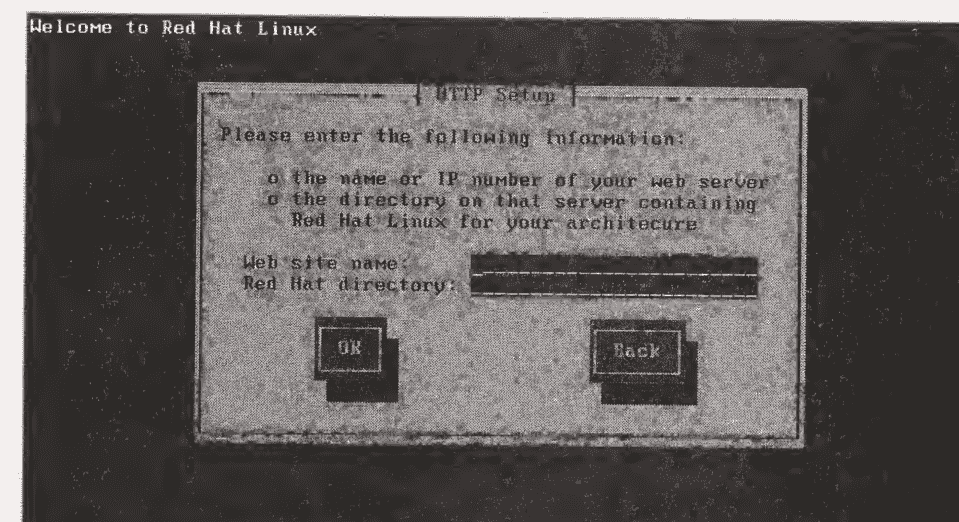 Welcome to Red Hat Linux
HTTP Setup
Please enter the following information:
o the name or IP number of your web server
o the directory on that server containing
Red Hat Linux for your architecure
Web site name:
Red Hat directory:
OK
Back